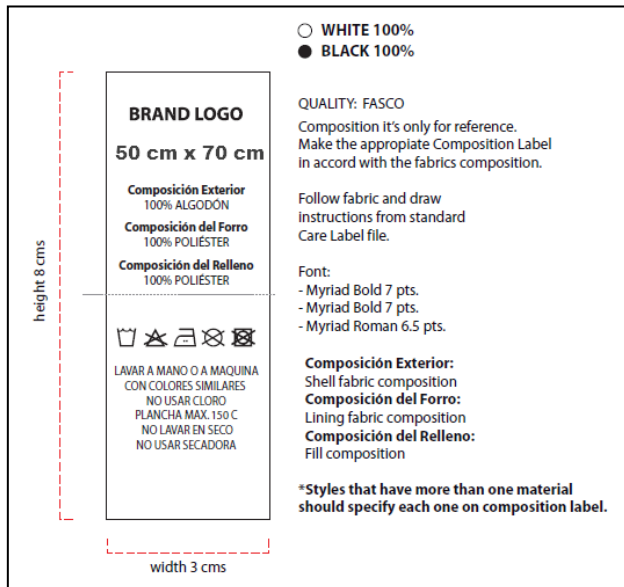 WHITE 100%
BLACK 100%
BRAND LOGO
50 cm x 70 cm
Composición Exterior
100% ALGODÓN
Composición del Forro
100% POLIÉSTER
Composición del Relleno
100% POLIÉSTER
LAVAR A MANO O A MAQUINA
CON COLORES SIMILARES
NO USAR CLORO
PLANCHA MAX. 150 C
NO LAVAR EN SECO
NO USAR SECADORA
height 8 cms
width 3 cms
QUALITY: FASCO
Composition it's only for reference.
Make the appropiate Composition Label
in accord with the fabrics composition.
Follow fabric and draw
instructions from standard
Care Label file.
Font:
- Myriad Bold 7 pts.
- Myriad Bold 7 pts.
- Myriad Roman 6.5 pts.
Composición Exterior:
Shell fabric composition
Composición del Forro:
Lining fabric composition
Composición del Relleno:
Fill composition
*Styles that have more than one material
should specify each one on composition label.